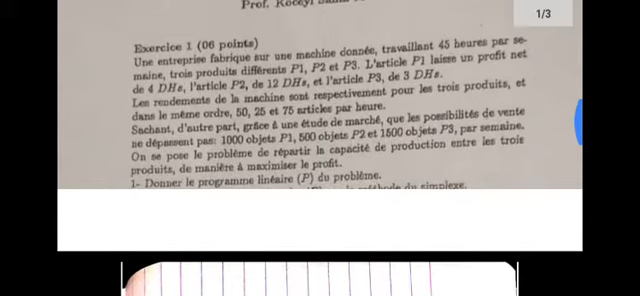 Prof. Koceyl
1/3
Exercice 1 (06 points)
Une entreprise fabrique sur une machine donnée, travaillant 45 heures par se-
maine, trois produits différents P1, P2 et P3. L'article P1 laisse un profit net
de 4 DHs, l'article P2, de 12 DHs, et l'article P3, de 3 DHs.
Les rendements de la machine sont respectivement pour les trois produits, et
dans le même ordre, 50, 25 et 75 articles par heure.
Sachant, d'autre part, grâce à une étude de marché, que les possibilités de vente
ne dépassent pas: 1000 objets P1, 500 objets P2 et 1500 objets P3, par semaine.
On se pose le problème de répartir la capacité de production entre les trois
produits, de manière à maximiser le profit.
1- Donner le programme linéaire (P) du problème.
méthode du simplexe.